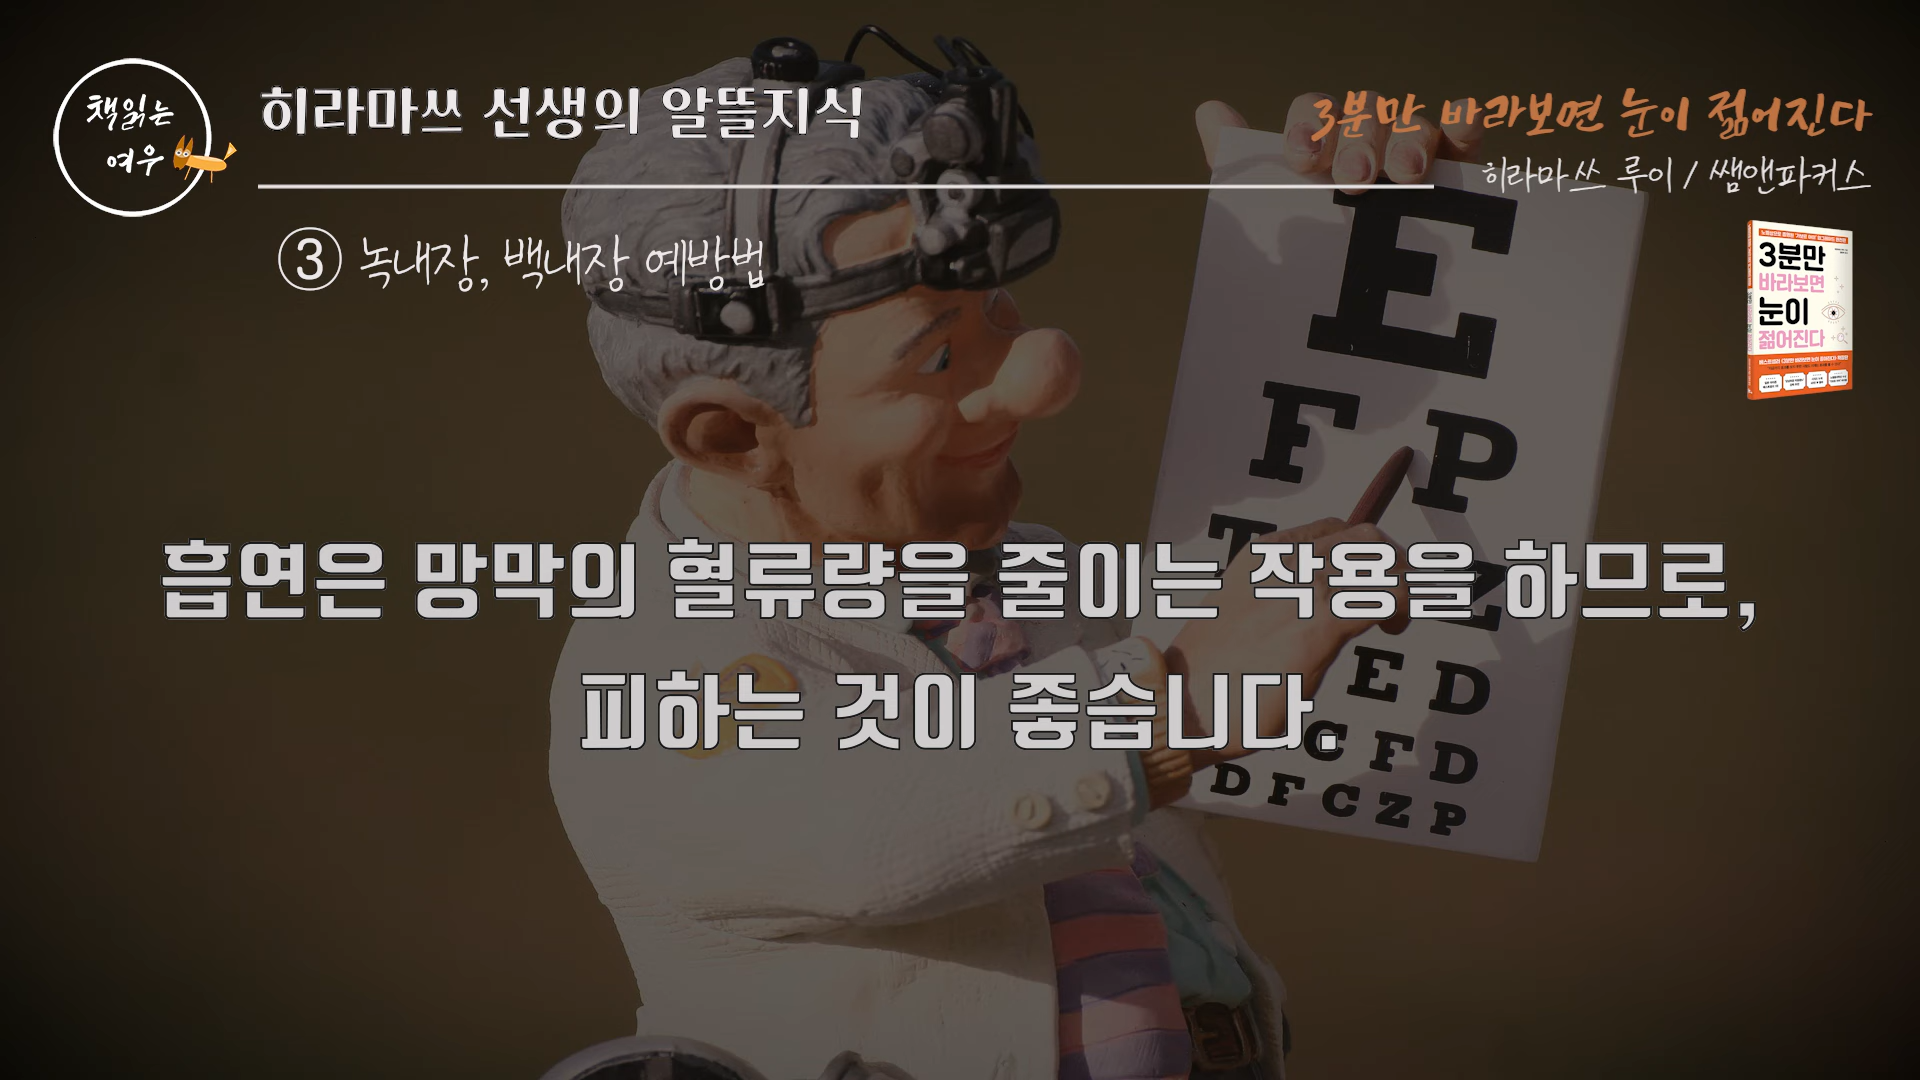 책읽는
여우
히라마쓰 선생의 알뜰지식
3분만 바라보면 눈이 젊어진다
히라마쓰 루이 / 쌤앤파커스
③ 녹내장, 백내장 예방법
3분만
바라보면
눈이
젊어진다
E
F P
Z
E D
C F D
D F C Z P
흡연은 망막의 혈류량을 줄이는 작용을 하므로,
피하는 것이 좋습니다.